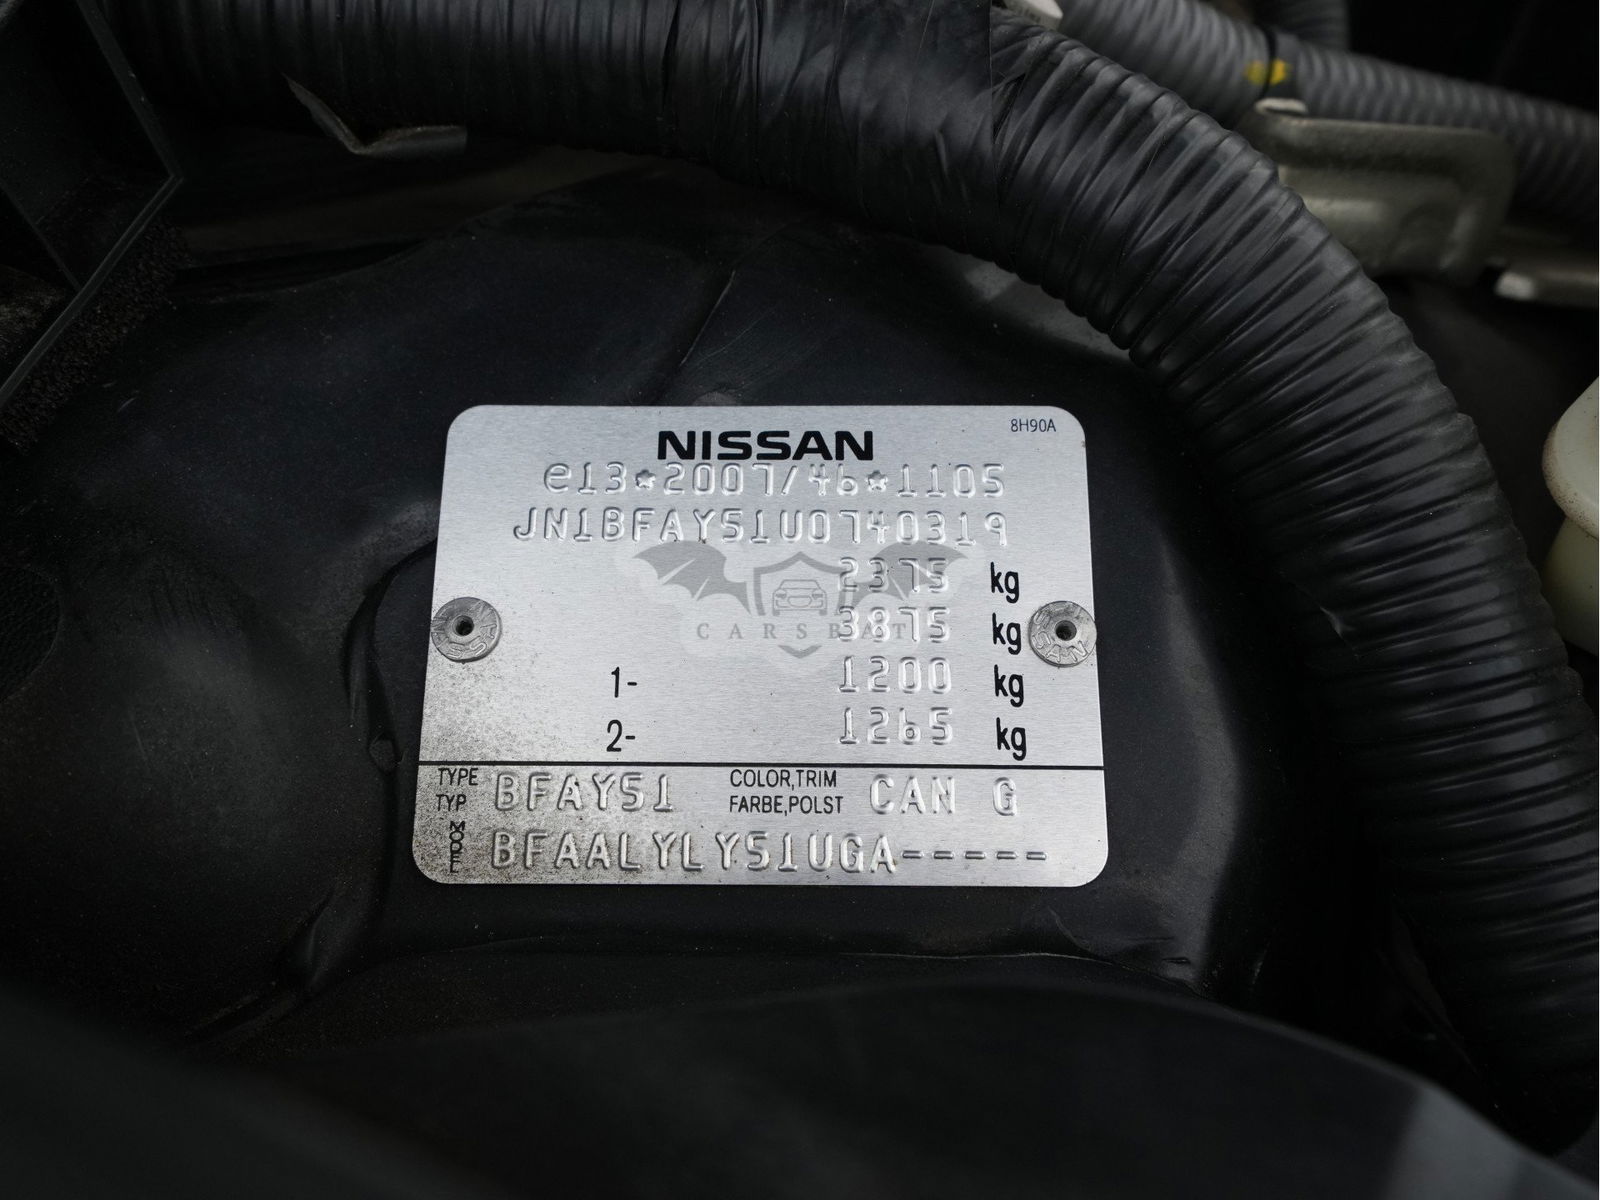 8H90A
NISSAN
e13*2007/46*1105
JN1BFAY51U0740319
2375 kg
CARSBAT
3875 kg
1- 1200 kg
2- 1265 kg
TYPE TYP BFAY51 COLOR,TRIM FARBE,POLST CAN G
MODEL BFAALYLY51UGA-----